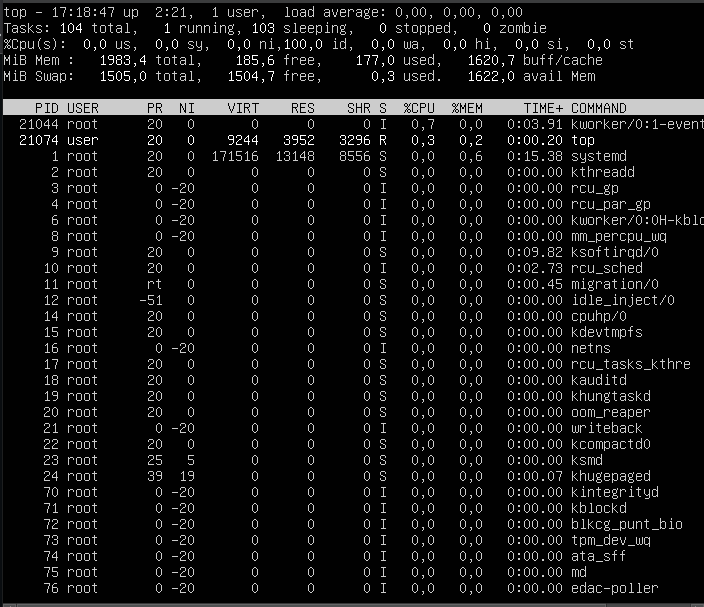 top - 17:18:47 up  2:21,  1 user,  load average: 0,00, 0,00, 0,00
Tasks: 104 total,   1 running, 103 sleeping,   0 stopped,   0 zombie
%Cpu(s):  0,0 us,  0,0 sy,  0,0 ni,100,0 id,  0,0 wa,  0,0 hi,  0,0 si,  0,0 st
MiB Mem :   1983,4 total,    185,6 free,    177,0 used,   1620,7 buff/cache
MiB Swap:   1505,0 total,   1504,7 free,      0,3 used.   1622,0 avail Mem
PID USER      PR  NI    VIRT    RES    SHR S  %CPU  %MEM     TIME+ COMMAND
21044 root      20   0       0      0      0 I   0,7   0,0   0:03.91 kworker/0:1-event
21074 user      20   0    9244   3952   3296 R   0,3   0,2   0:00.20 top
1 root      20   0  171516  13148   8556 S   0,0   0,6   0:15.38 systemd
2 root      20   0       0      0      0 S   0,0   0,0   0:00.00 kthreadd
3 root       0 -20       0      0      0 I   0,0   0,0   0:00.00 rcu_gp
4 root       0 -20       0      0      0 I   0,0   0,0   0:00.00 rcu_par_gp
6 root       0 -20       0      0      0 I   0,0   0,0   0:00.00 kworker/0:0H-kblo
8 root       0 -20       0      0      0 I   0,0   0,0   0:00.00 mm_percpu_wq
9 root      20   0       0      0      0 S   0,0   0,0   0:09.82 ksoftirqd/0
10 root      20   0       0      0      0 I   0,0   0,0   0:02.73 rcu_sched
11 root      rt   0       0      0      0 S   0,0   0,0   0:00.45 migration/0
12 root     -51   0       0      0      0 S   0,0   0,0   0:00.00 idle_inject/0
14 root      20   0       0      0      0 S   0,0   0,0   0:00.00 cpuhp/0
15 root      20   0       0      0      0 S   0,0   0,0   0:00.00 kdevtmpfs
16 root       0 -20       0      0      0 I   0,0   0,0   0:00.00 netns
17 root      20   0       0      0      0 S   0,0   0,0   0:00.00 rcu_tasks_kthre
18 root      20   0       0      0      0 S   0,0   0,0   0:00.00 kauditd
19 root      20   0       0      0      0 S   0,0   0,0   0:00.00 khungtaskd
20 root      20   0       0      0      0 S   0,0   0,0   0:00.00 oom_reaper
21 root       0 -20       0      0      0 I   0,0   0,0   0:00.00 writeback
22 root      20   0       0      0      0 S   0,0   0,0   0:00.00 kcompactd0
23 root      25   5       0      0      0 S   0,0   0,0   0:00.00 ksmd
24 root      39  19       0      0      0 S   0,0   0,0   0:00.07 khugepaged
70 root       0 -20       0      0      0 I   0,0   0,0   0:00.00 kintegrityd
71 root       0 -20       0      0      0 I   0,0   0,0   0:00.00 kblockd
72 root       0 -20       0      0      0 I   0,0   0,0   0:00.00 blkcg_punt_bio
73 root       0 -20       0      0      0 I   0,0   0,0   0:00.00 tpm_dev_wq
74 root       0 -20       0      0      0 I   0,0   0,0   0:00.00 ata_sff
75 root       0 -20       0      0      0 I   0,0   0,0   0:00.00 md
76 root       0 -20       0      0      0 I   0,0   0,0   0:00.00 edac-poller